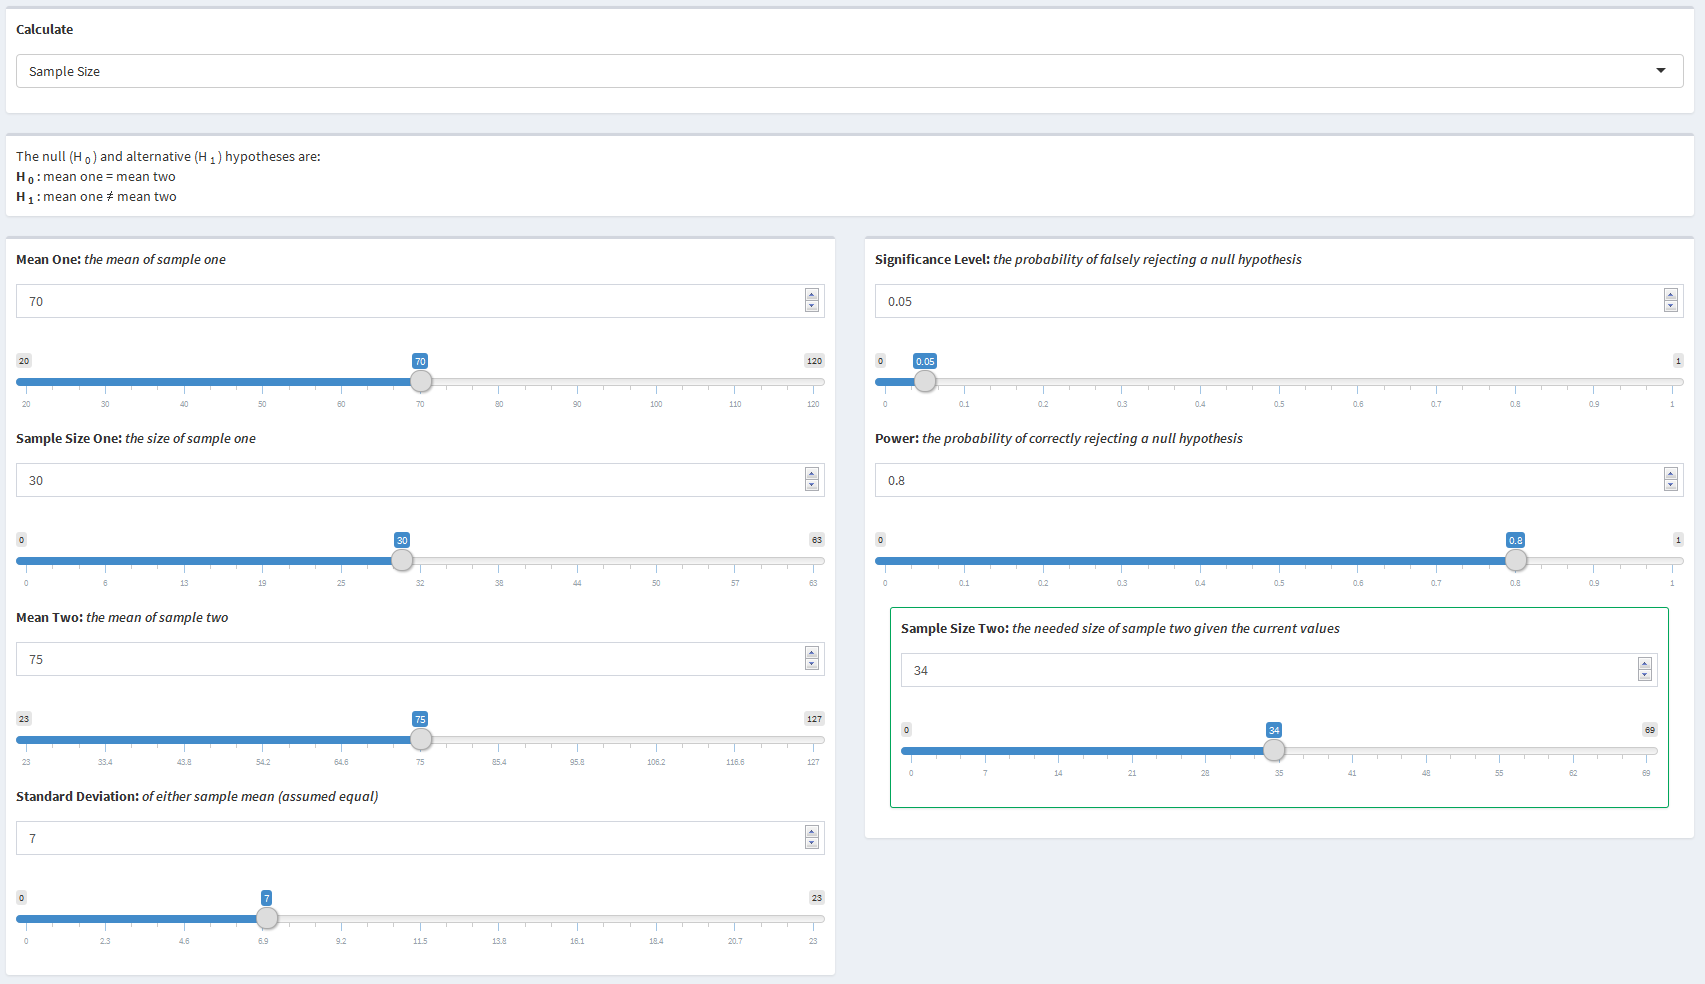 Calculate
Sample Size
The null (H 0 ) and alternative (H 1 ) hypotheses are:
H 0 : mean one = mean two
H 1 : mean one ≠ mean two
Mean One: the mean of sample one
70
20 70 120
20 30 40 50 60 70 80 90 100 110 120
Sample Size One: the size of sample one
30
0 30 63
0 6 13 19 25 32 38 44 50 57 63
Mean Two: the mean of sample two
75
23 75 127
23 33.4 43.8 54.2 64.6 75 85.4 95.8 106.2 116.6 127
Standard Deviation: of either sample mean (assumed equal)
7
0 7 23
0 2.3 4.6 6.9 9.2 11.5 13.8 16.1 18.4 20.7 23
Significance Level: the probability of falsely rejecting a null hypothesis
0.05
0 0.05 1
0 0.1 0.2 0.3 0.4 0.5 0.6 0.7 0.8 0.9 1
Power: the probability of correctly rejecting a null hypothesis
0.8
0 0.8 1
0 0.1 0.2 0.3 0.4 0.5 0.6 0.7 0.8 0.9 1
Sample Size Two: the needed size of sample two given the current values
34
0 34 69
0 7 14 21 28 35 41 48 55 62 69